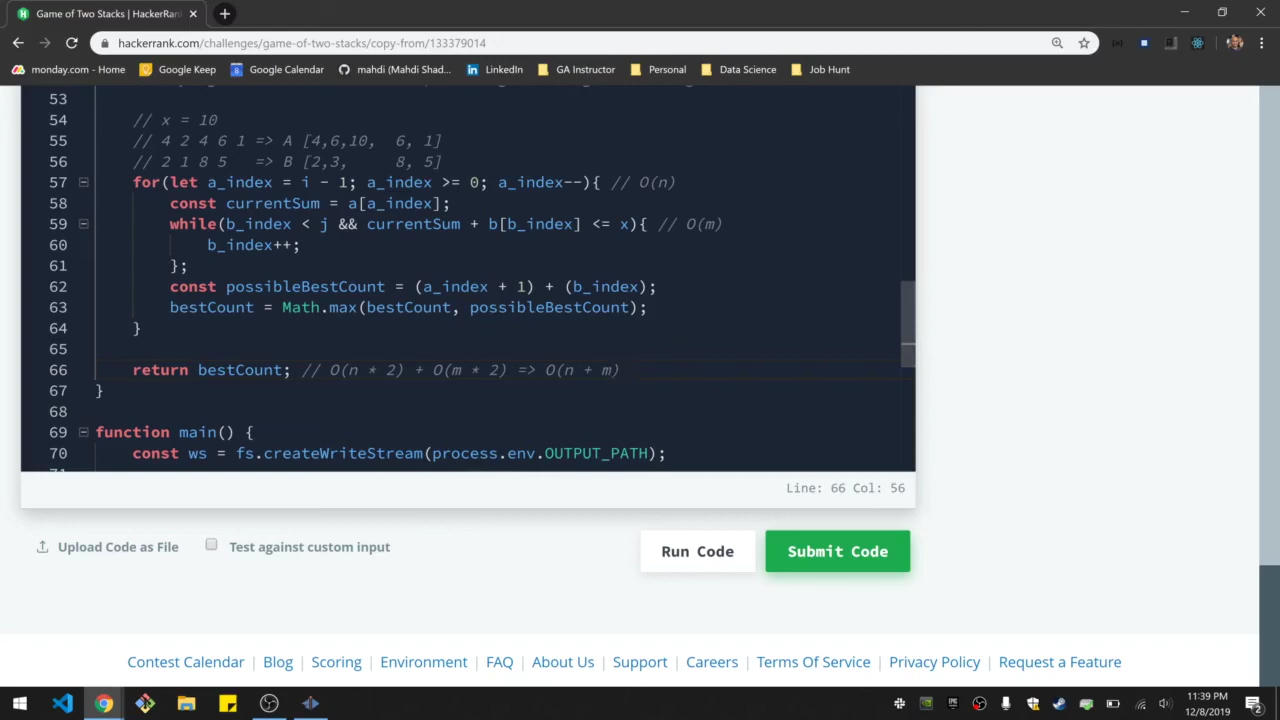 Game of Two Stacks | HackerRan
hackerrank.com/challenges/game-of-two-stacks/copy-from/133379014
monday.com - Home Google Keep Google Calendar mahdi (Mahdi Shad... LinkedIn GA Instructor Personal Data Science Job Hunt
53
54 // x = 10
55 // 4 2 4 6 1 => A [4,6,10, 6, 1]
56 // 2 1 8 5 => B [2,3, 8, 5]
57 for(let a_index = i - 1; a_index >= 0; a_index--){ // O(n)
58 const currentSum = a[a_index];
59 while(b_index < j && currentSum + b[b_index] <= x){ // O(m)
60 b_index++;
61 };
62 const possibleBestCount = (a_index + 1) + (b_index);
63 bestCount = Math.max(bestCount, possibleBestCount);
64 }
65
66 return bestCount; // O(n * 2) + O(m * 2) => O(n + m)
67 }
68
69 function main() {
70 const ws = fs.createWriteStream(process.env.OUTPUT_PATH);
Line: 66 Col: 56
Upload Code as File Test against custom input Run Code Submit Code
Contest Calendar | Blog | Scoring | Environment | FAQ | About Us | Support | Careers | Terms Of Service | Privacy Policy | Request a Feature
11:39 PM
12/8/2019
2